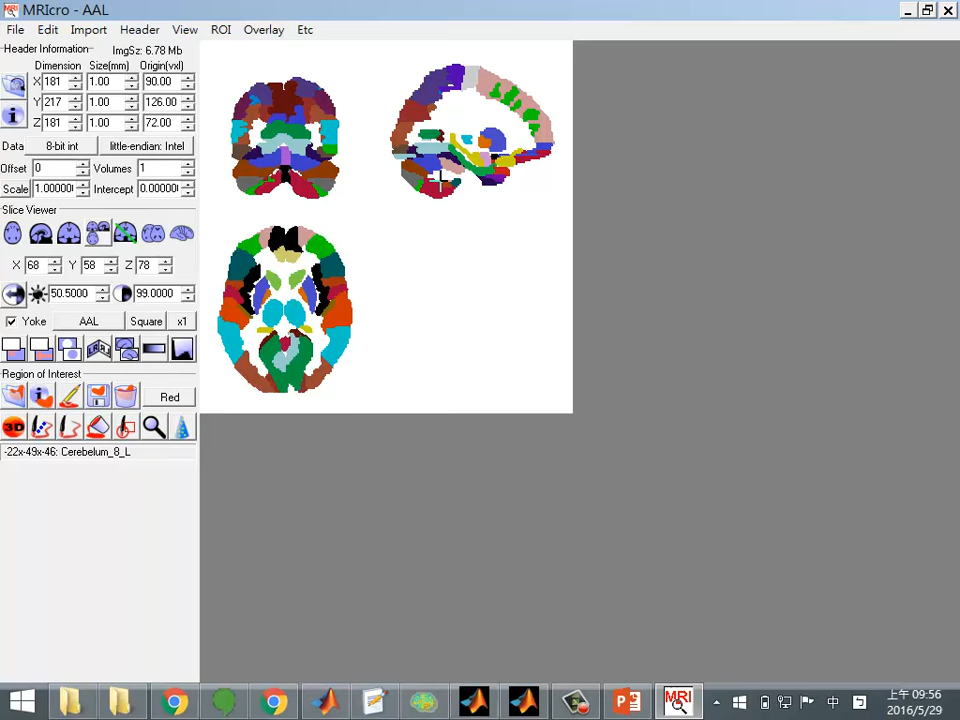 MRIcro - AAL
File Edit Import Header View ROI Overlay Etc
Header Information ImgSz: 6.78 Mb
Dimension Size(mm) Origin(vxl)
X 181 1.00 90.00
Y 217 1.00 126.00
Z 181 1.00 72.00
Data 8-bit int little-endian: Intel
Offset 0 Volumes 1
Scale 1.00000 Intercept 0.00000
Slice Viewer
X 68 Y 58 Z 78
50.5000 99.0000
Yoke AAL Square x1
Region of Interest
Red
3D
-22x-49x-46: Cerebelum_8_L
MRI
中
上午 09:56
2016/5/29